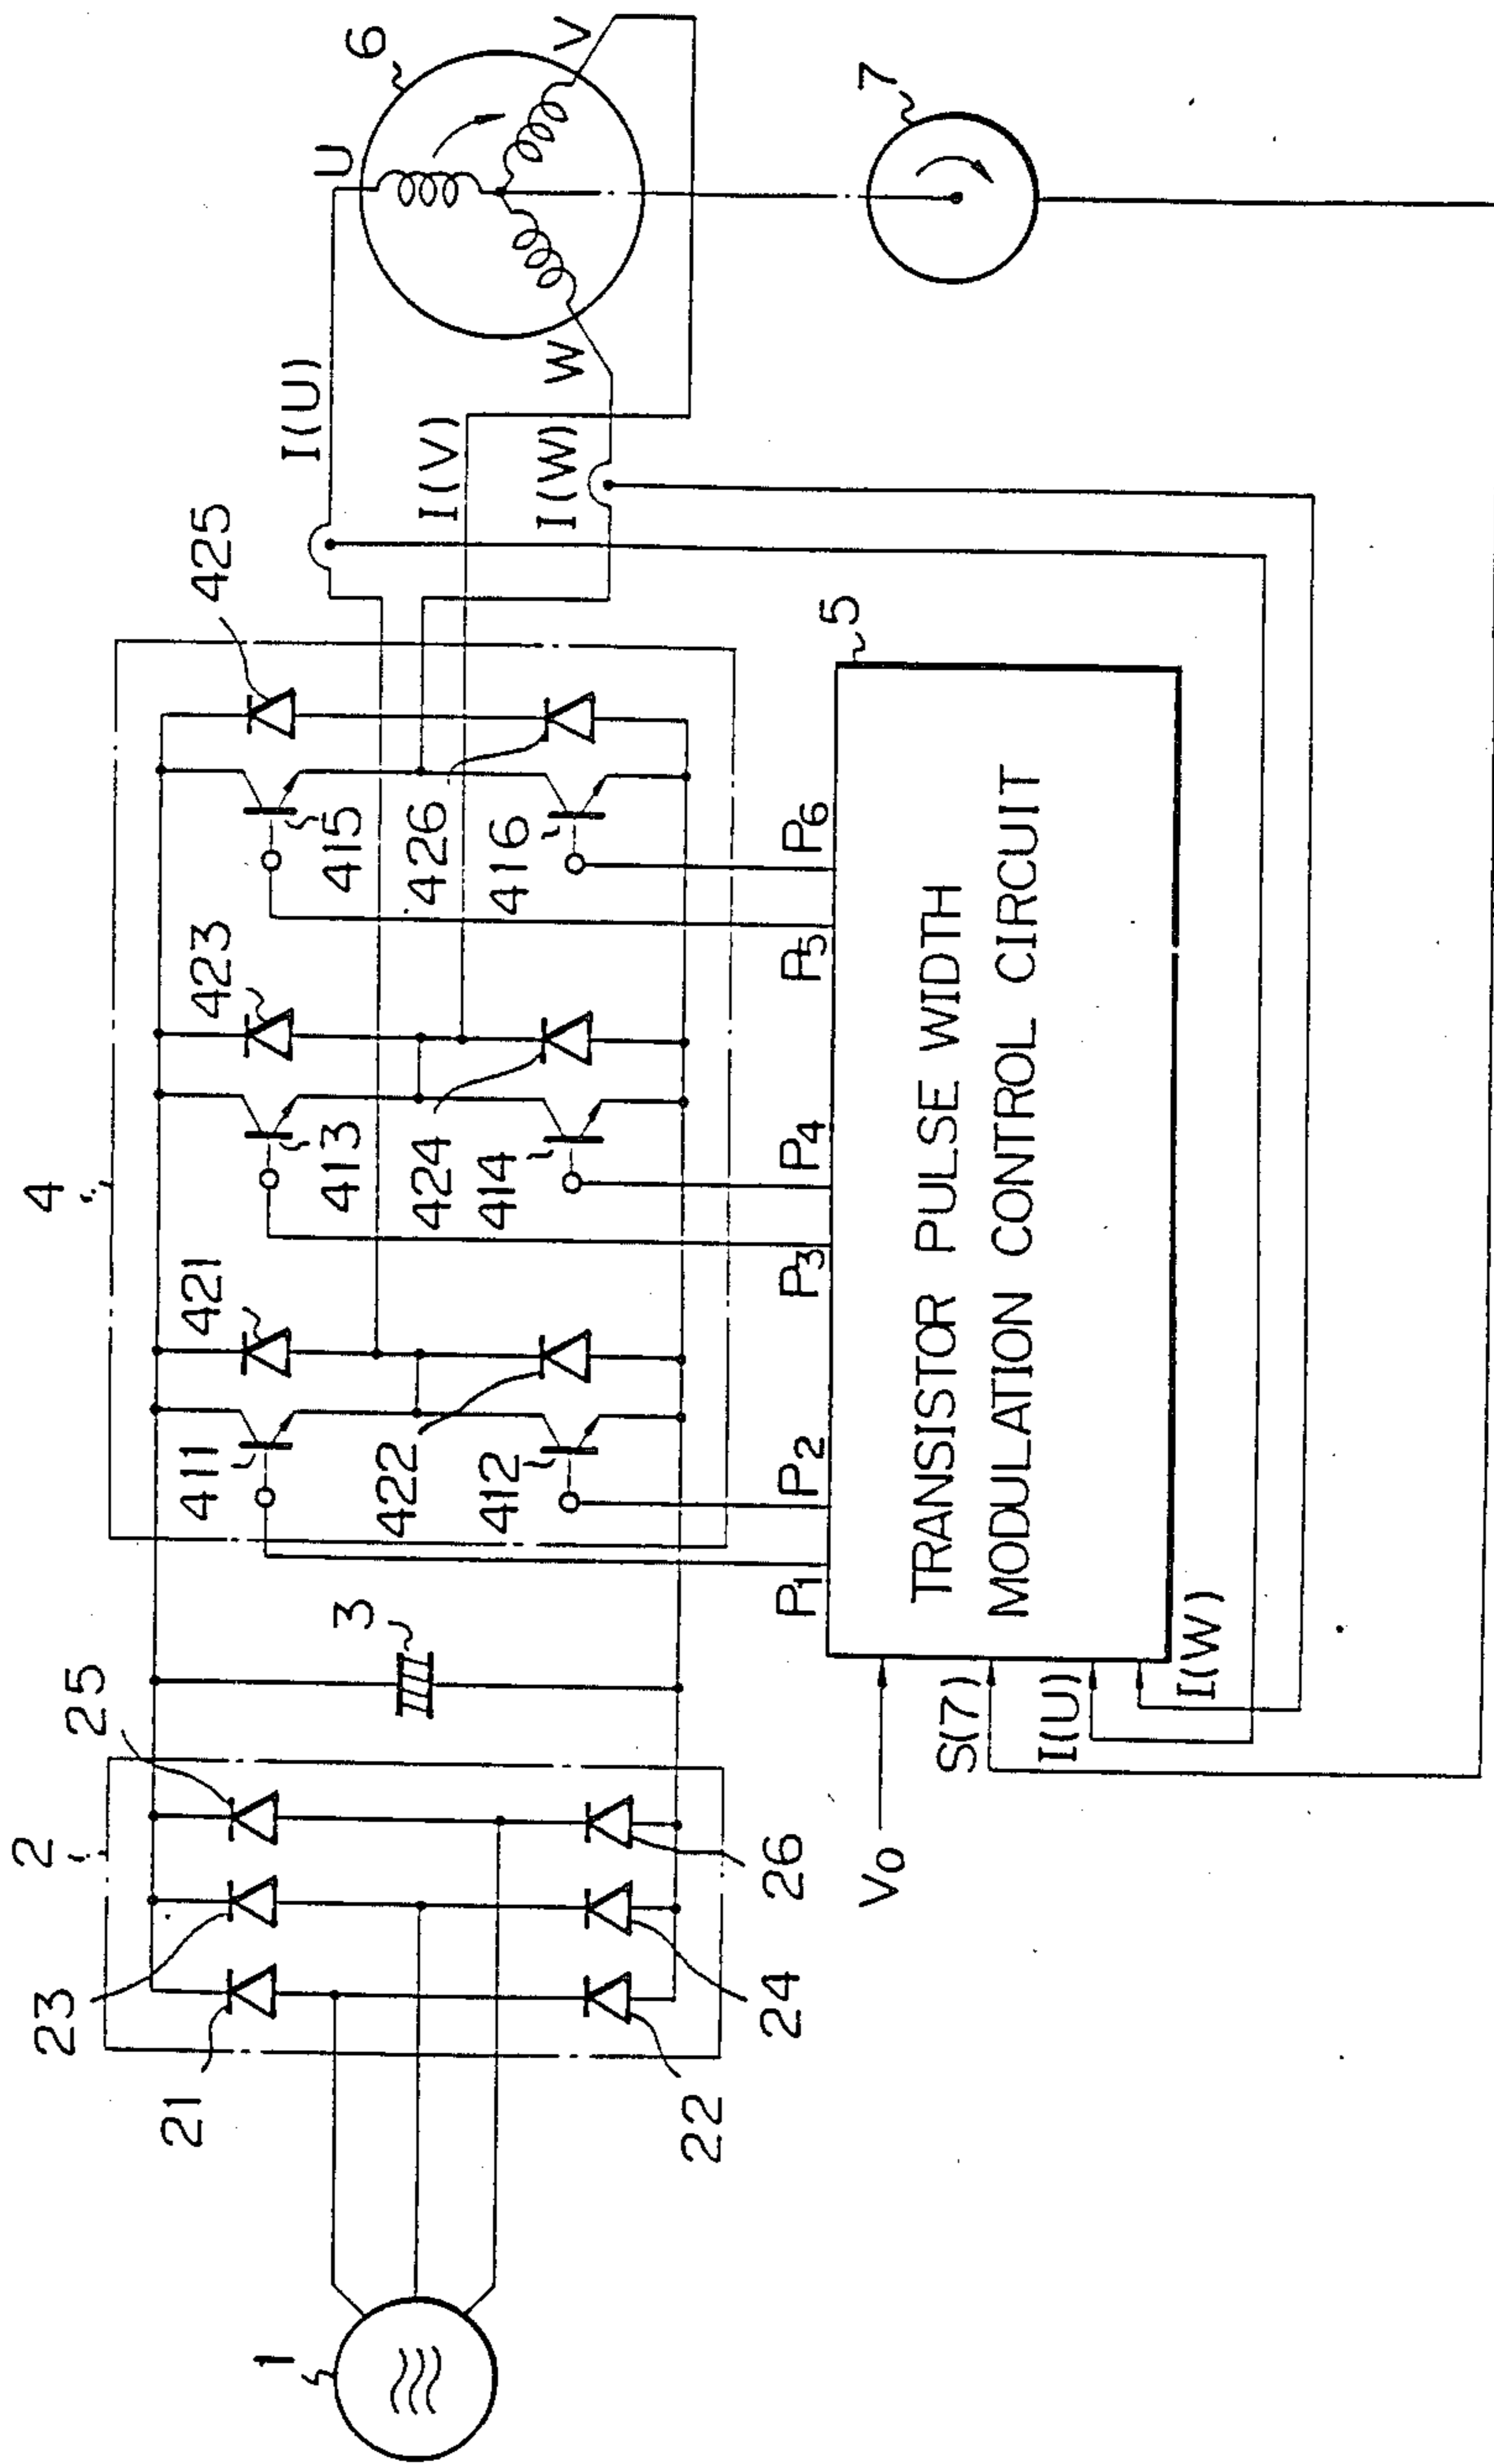 1
2
21
22
23
24
25
26
3
4
411
421
422
412
413
423
424
414
415
425
426
416
I(U)
I(V)
I(W)
U
V
W
6
7
5
P1
P2
P3
P4
P5
P6
TRANSISTOR PULSE WIDTH
MODULATION CONTROL CIRCUIT
Vo
S(7)
I(U)
I(W)